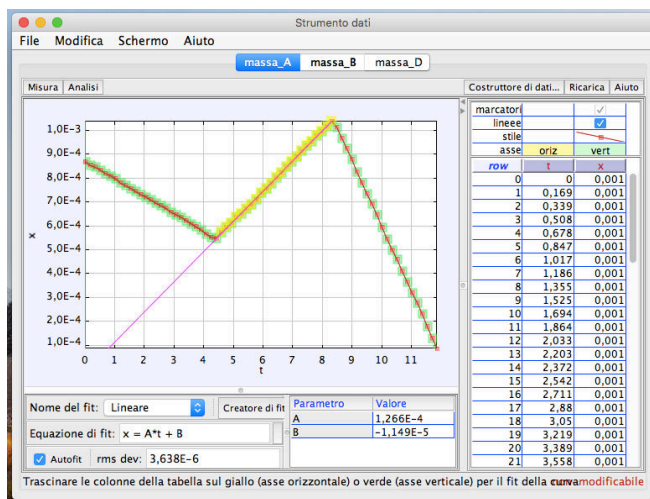 Strumento dati
File Modifica Schermo Aiuto
massa_A massa_B massa_D
Misura Analisi Costruttore di dati... Ricarica Aiuto
marcatori
lineee
stile
asse oriz vert
row t x
0 0 0,001
1 0,169 0,001
2 0,339 0,001
3 0,508 0,001
4 0,678 0,001
5 0,847 0,001
6 1,017 0,001
7 1,186 0,001
8 1,355 0,001
9 1,525 0,001
10 1,694 0,001
11 1,864 0,001
12 2,033 0,001
13 2,203 0,001
14 2,372 0,001
15 2,542 0,001
16 2,711 0,001
17 2,88 0,001
18 3,05 0,001
19 3,219 0,001
20 3,389 0,001
21 3,558 0,001
1,0E-3
9,0E-4
8,0E-4
7,0E-4
6,0E-4
5,0E-4
4,0E-4
3,0E-4
2,0E-4
1,0E-4
x
0 1 2 3 4 5 6 7 8 9 10 11
t
Nome del fit: Lineare Creatore di fit
Equazione di fit: x = A*t + B
Autofit rms dev: 3,638E-6
Parametro Valore
A 1,266E-4
B -1,149E-5
Trascinare le colonne della tabella sul giallo (asse orizzontale) o verde (asse verticale) per il fit della curva modificabile